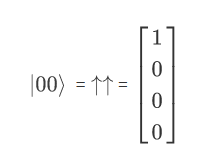 |00⟩ = ↑↑ = [1 0 0 0]